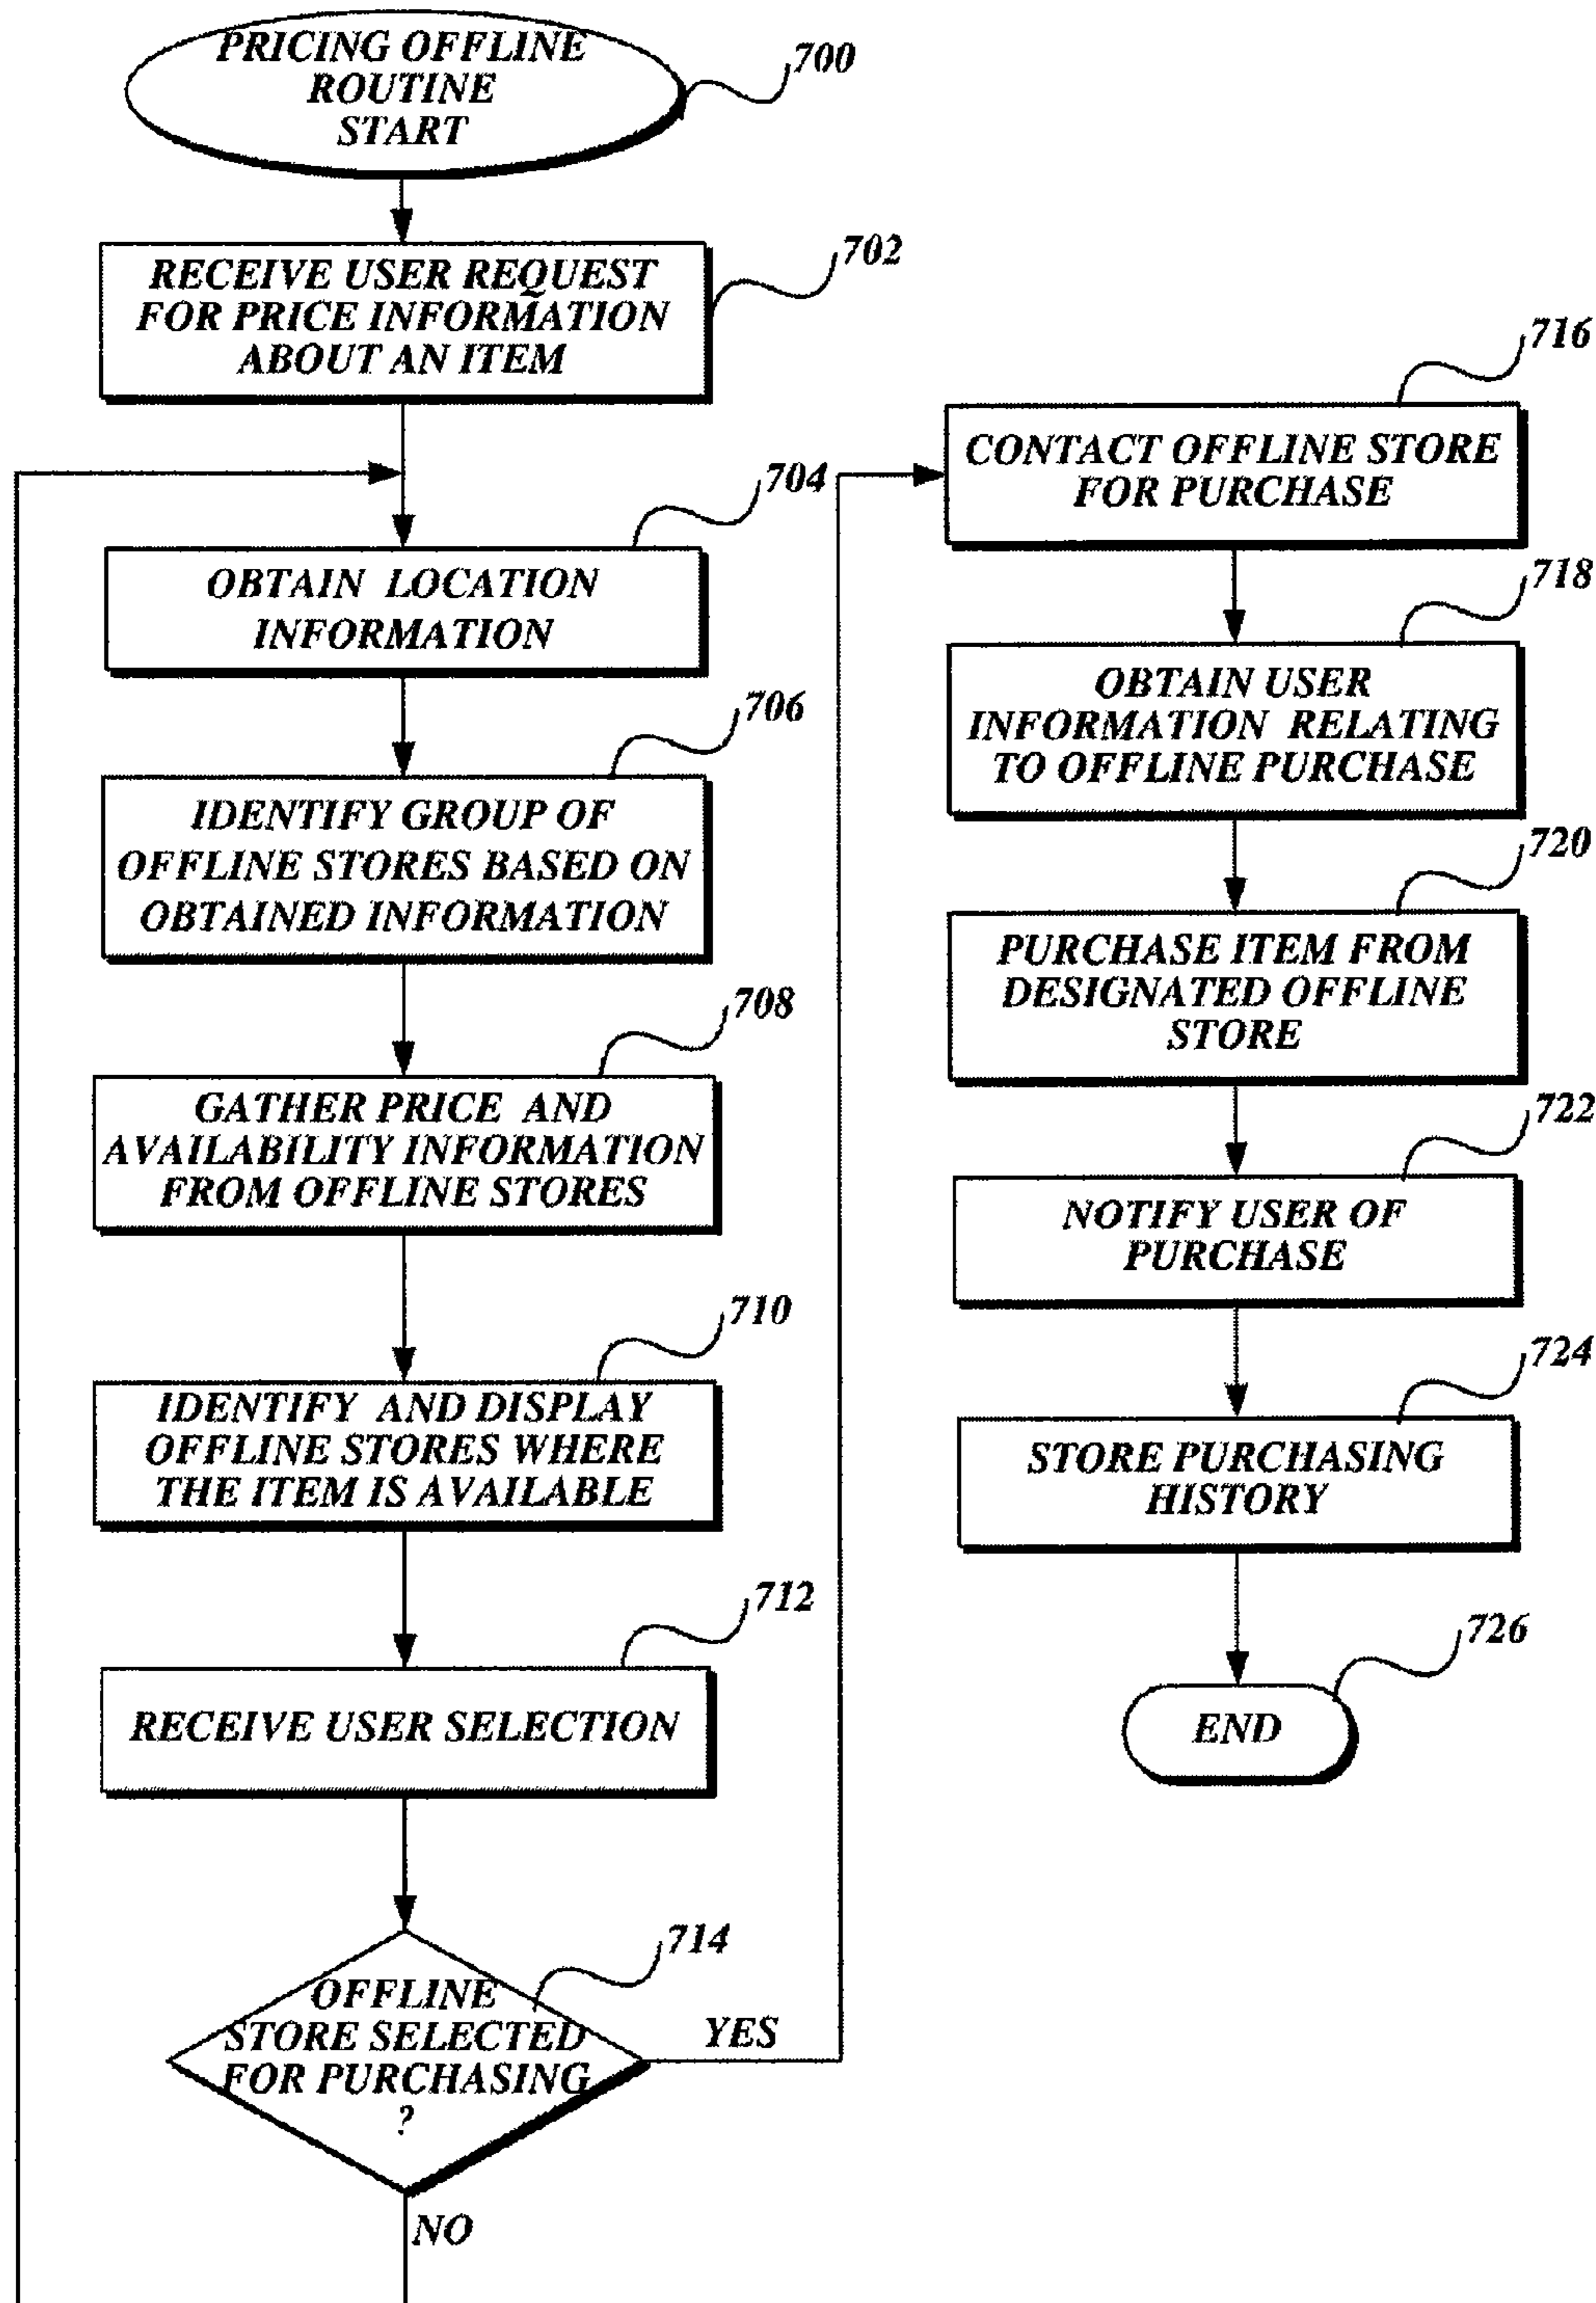 PRICING OFFLINE
ROUTINE
START
700
RECEIVE USER REQUEST
FOR PRICE INFORMATION
ABOUT AN ITEM
702
704
OBTAIN LOCATION
INFORMATION
706
IDENTIFY GROUP OF
OFFLINE STORES BASED ON
OBTAINED INFORMATION
708
GATHER PRICE AND
AVAILABILITY INFORMATION
FROM OFFLINE STORES
710
IDENTIFY AND DISPLAY
OFFLINE STORES WHERE
THE ITEM IS AVAILABLE
712
RECEIVE USER SELECTION
714
OFFLINE
STORE SELECTED
FOR PURCHASING
?
YES
NO
716
CONTACT OFFLINE STORE
FOR PURCHASE
718
OBTAIN USER
INFORMATION RELATING
TO OFFLINE PURCHASE
720
PURCHASE ITEM FROM
DESIGNATED OFFLINE
STORE
722
NOTIFY USER OF
PURCHASE
724
STORE PURCHASING
HISTORY
726
END